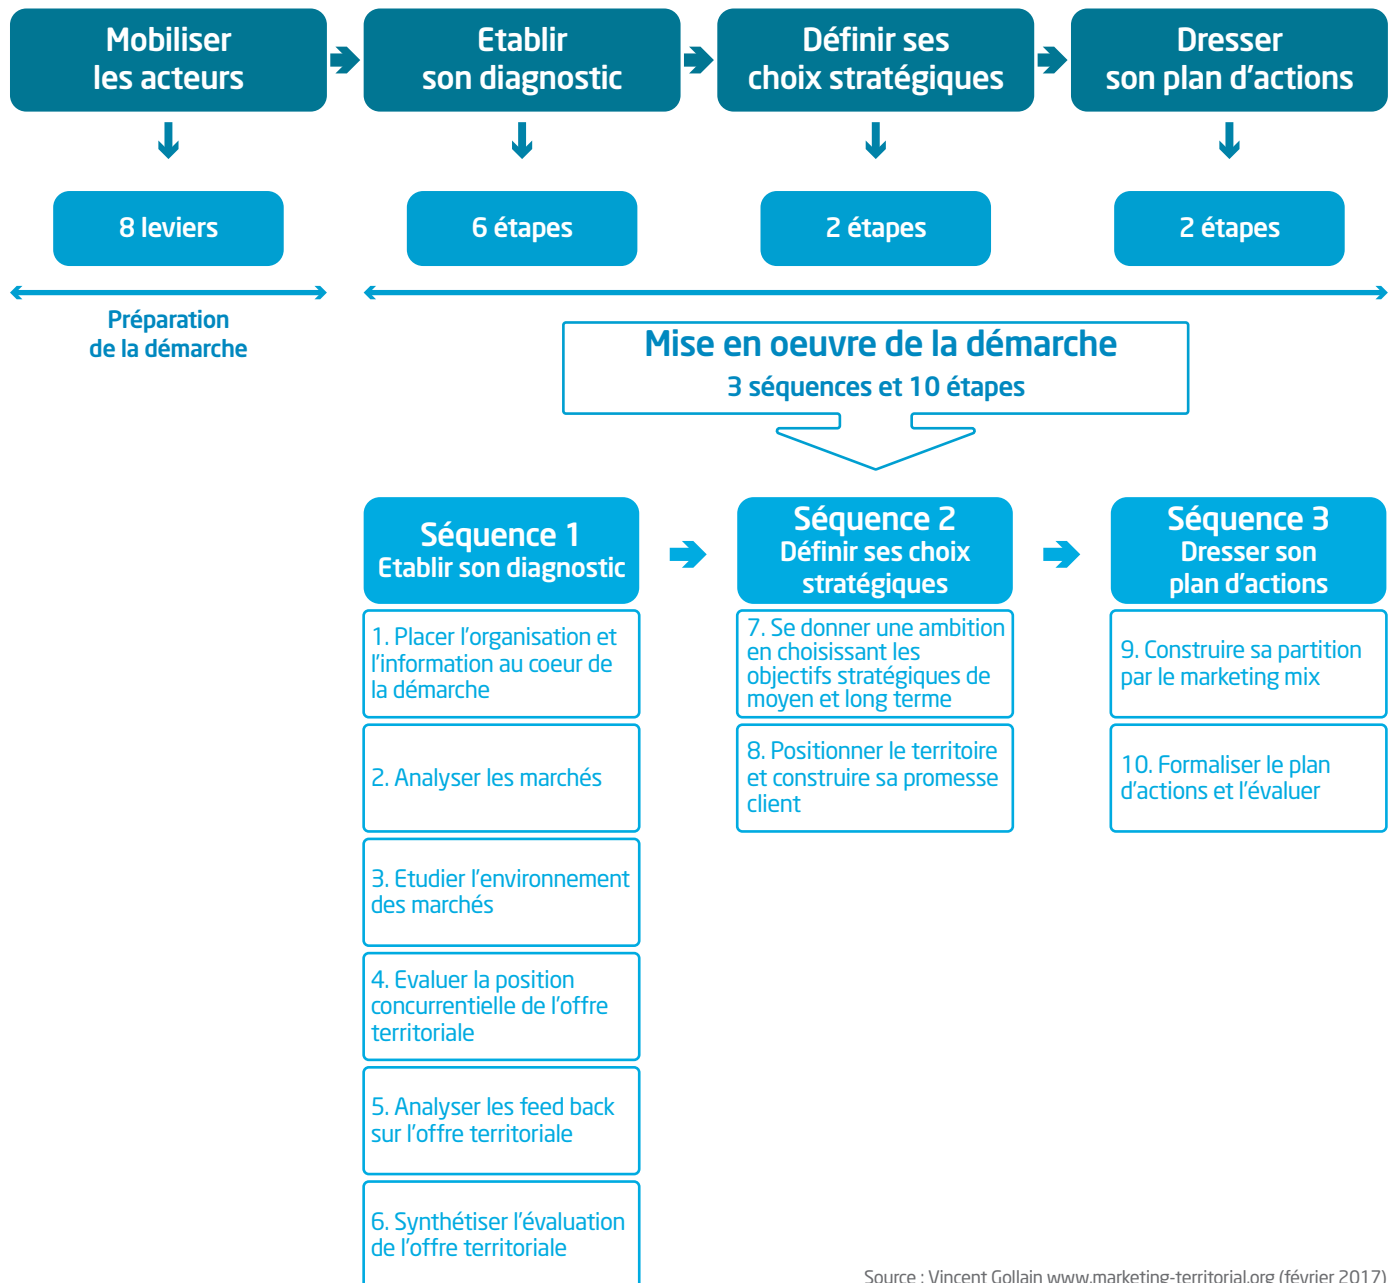 Mobiliser
les acteurs
Etablir
son diagnostic
Définir ses
choix stratégiques
Dresser
son plan d'actions
8 leviers
6 étapes
2 étapes
2 étapes
Préparation
de la démarche
Mise en oeuvre de la démarche
3 séquences et 10 étapes
Séquence 1
Etablir son diagnostic
1. Placer l'organisation et
l'information au coeur de
la démarche
2. Analyser les marchés
3. Etudier l'environnement
des marchés
4. Evaluer la position
concurrentielle de l'offre
territoriale
5. Analyser les feed back
sur l'offre territoriale
6. Synthétiser l'évaluation
de l'offre territoriale
Séquence 2
Définir ses choix
stratégiques
7. Se donner une ambition
en choisissant les
objectifs stratégiques de
moyen et long terme
8. Positionner le territoire
et construire sa promesse
client
Séquence 3
Dresser son
plan d'actions
9. Construire sa partition
par le marketing mix
10. Formaliser le plan
d'actions et l'évaluer
Source : Vincent Gollain www.marketing-territorial.org (février 2017)